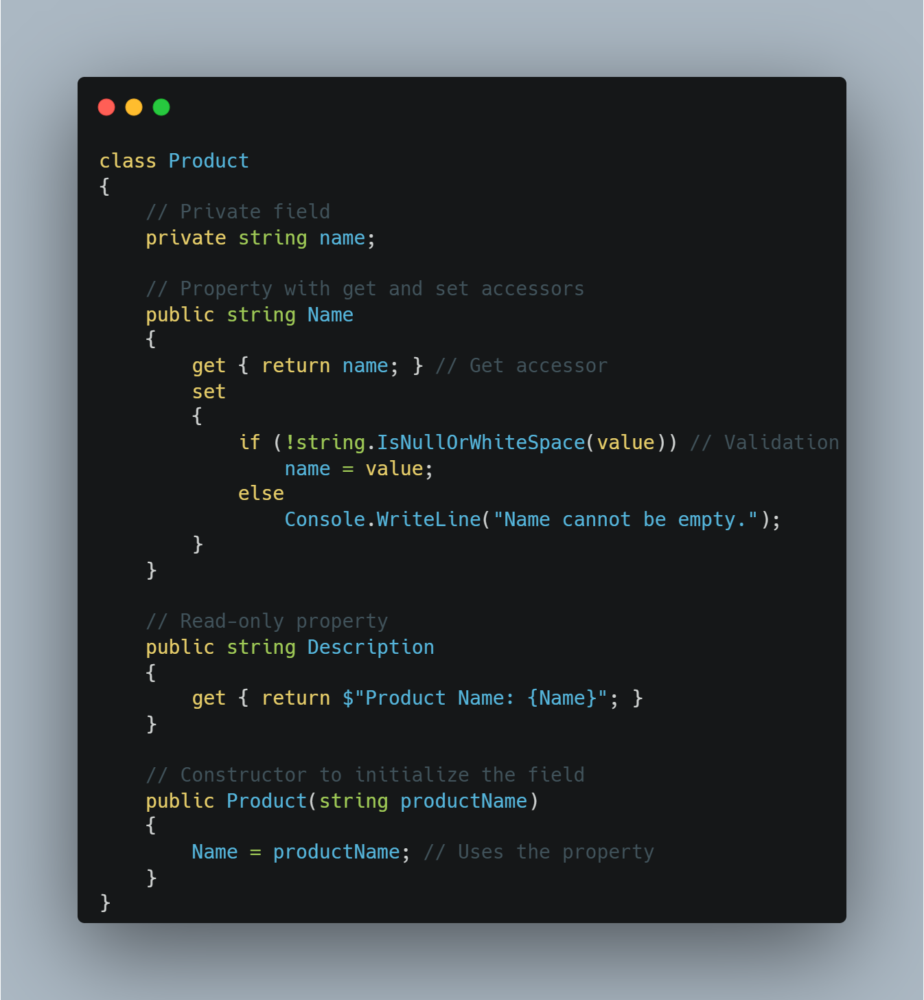 class Product
{
    // Private field
    private string name;

    // Property with get and set accessors
    public string Name
    {
        get { return name; } // Get accessor
        set
        {
            if (!string.IsNullOrWhiteSpace(value)) // Validation
                name = value;
            else
                Console.WriteLine("Name cannot be empty.");
        }
    }

    // Read-only property
    public string Description
    {
        get { return $"Product Name: {Name}"; }
    }

    // Constructor to initialize the field
    public Product(string productName)
    {
        Name = productName; // Uses the property
    }
}